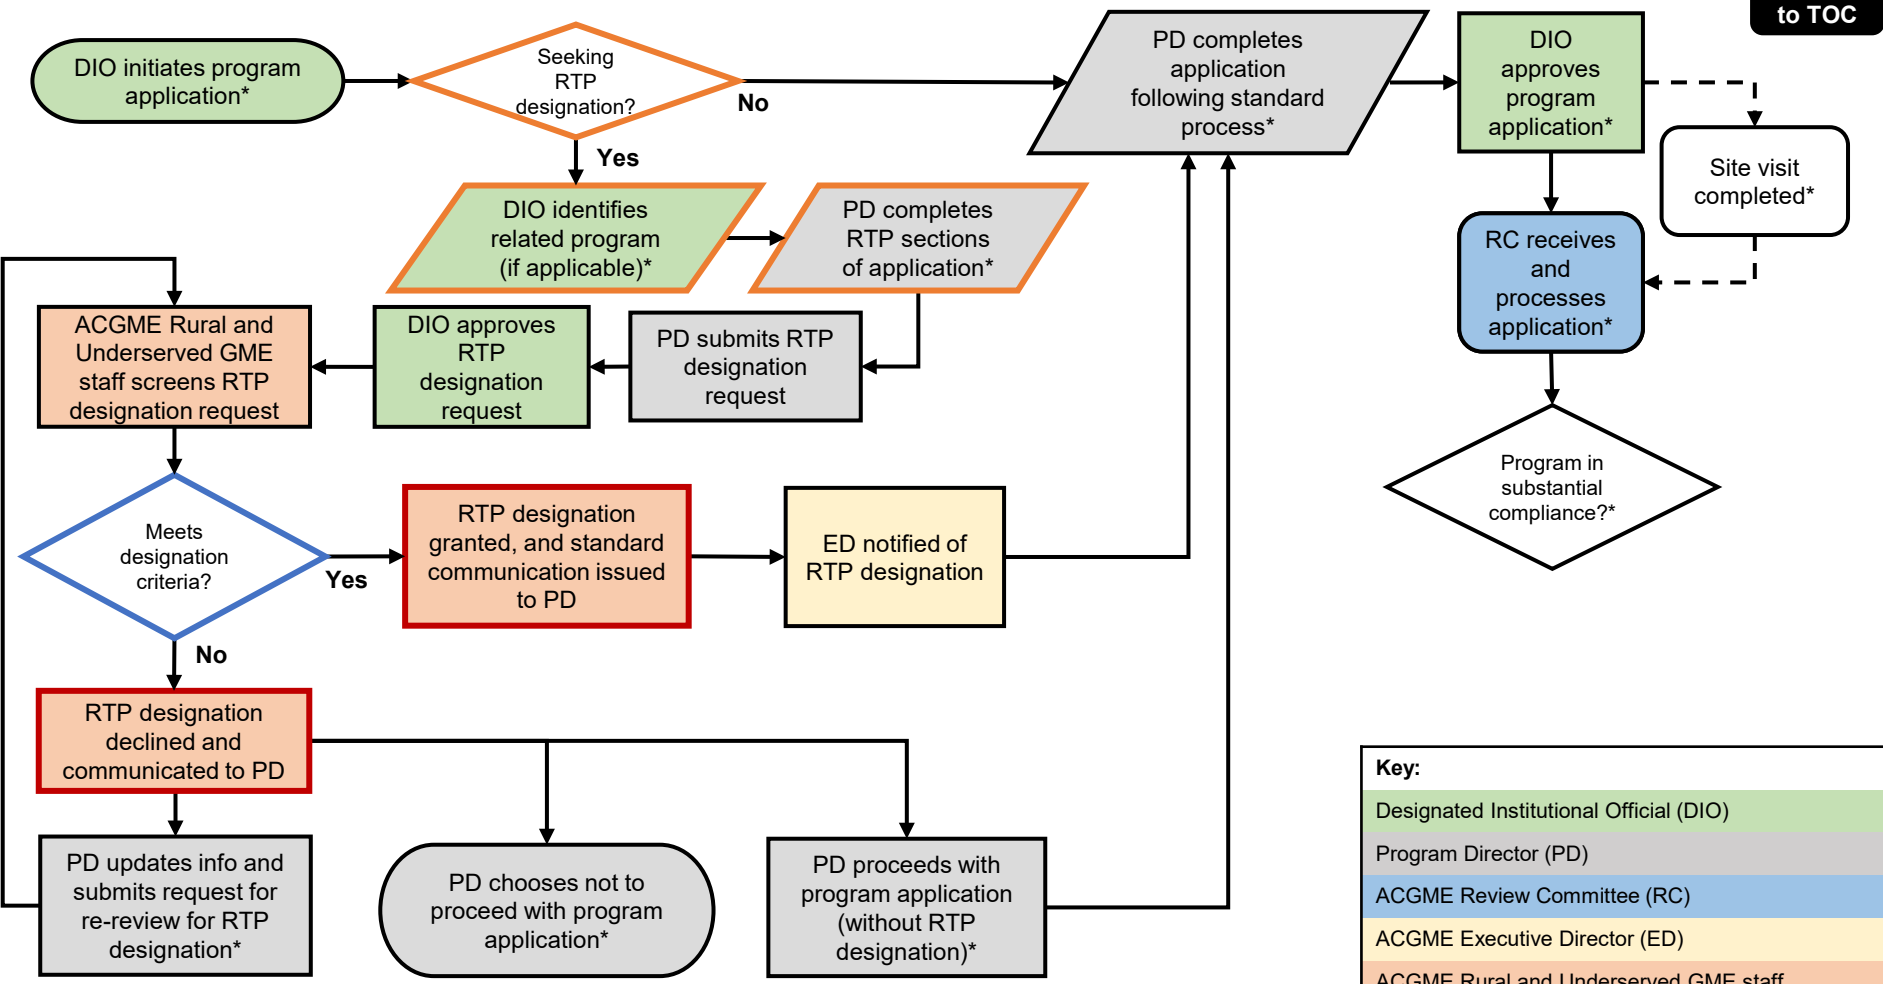 to TOC
DIO initiates program
application*
Seeking
RTP
designation?
No
Yes
PD completes
application
following standard
process*
DIO
approves
program
application*
Site visit
completed*
DIO identifies
related program
(if applicable)*
PD completes
RTP sections
of application*
RC receives
and
processes
application*
ACGME Rural and
Underserved GME
staff screens RTP
designation request
DIO approves
RTP
designation
request
PD submits RTP
designation
request
Program in
substantial
compliance?*
Meets
designation
criteria?
Yes
No
RTP designation
granted, and standard
communication issued
to PD
ED notified of
RTP designation
RTP designation
declined and
communicated to PD
PD updates info and
submits request for
re-review for RTP
designation*
PD chooses not to
proceed with program
application*
PD proceeds with
program application
(without RTP
designation)*
Key:
Designated Institutional Official (DIO)
Program Director (PD)
ACGME Review Committee (RC)
ACGME Executive Director (ED)
ACGME Rural and Underserved GME staff